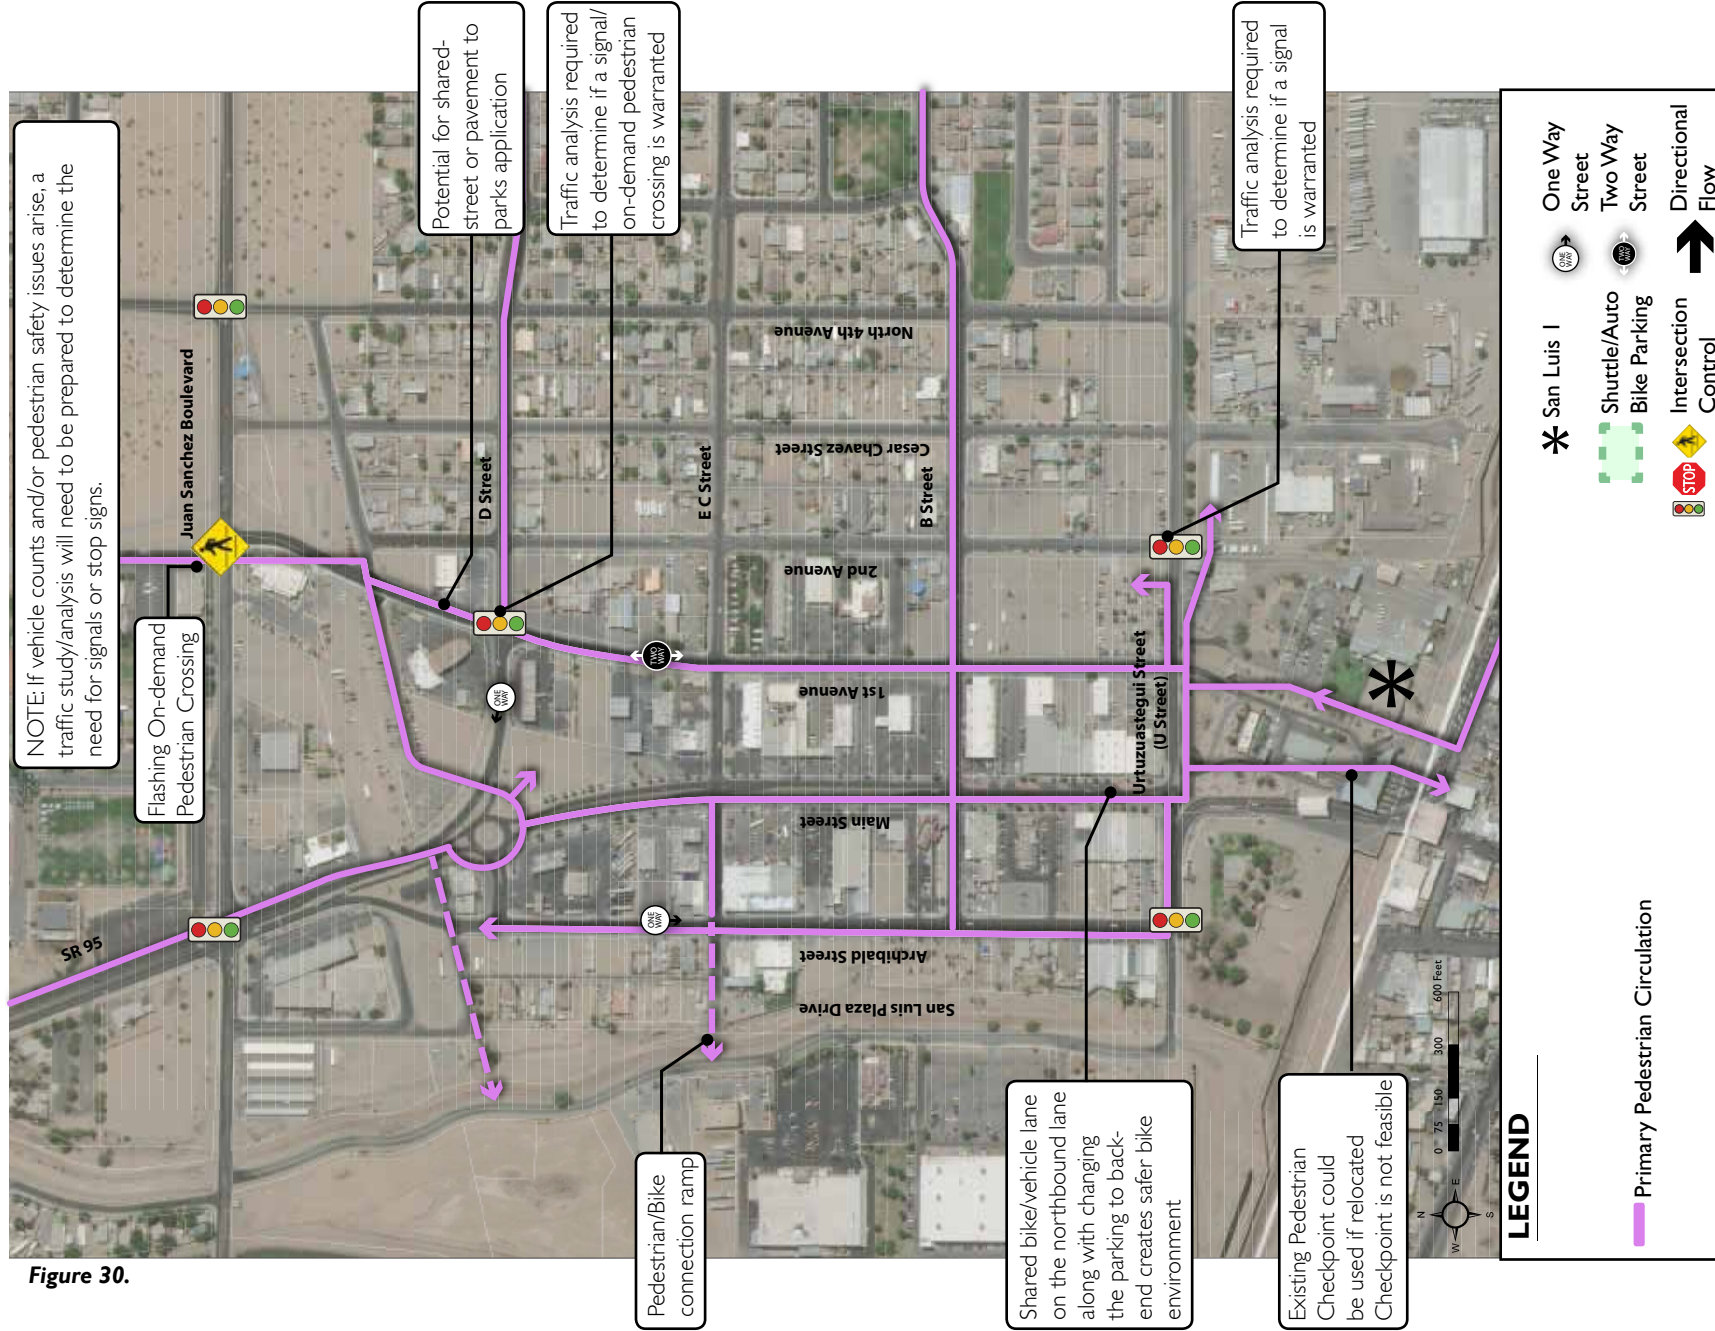 NOTE: If vehicle counts and/or pedestrian safety issues arise, a
traffic study/analysis will need to be prepared to determine the
need for signals or stop signs.
Flashing On-demand
Pedestrian Crossing
Potential for shared-
street or pavement to
parks application
Traffic analysis required
to determine if a signal/
on-demand pedestrian
crossing is warranted
Traffic analysis required
to determine if a signal
is warranted
Pedestrian/Bike
connection ramp
Shared bike/vehicle lane
on the northbound lane
along with changing
the parking to back-
end creates safer bike
environment
Existing Pedestrian
Checkpoint could
be used if relocated
Checkpoint is not feasible
Juan Sanchez Boulevard
SR 95
D Street
E C Street
B Street
Urtuzuastegui Street
(U Street)
North 4th Avenue
Cesar Chavez Street
2nd Avenue
1st Avenue
Main Street
Archibald Street
San Luis Plaza Drive
ONE
WAY
TWO
WAY
ONE
WAY
N
W
E
S
0 75 150 300 600 Feet
LEGEND
Primary Pedestrian Circulation
San Luis I
Shuttle/Auto
Bike Parking
STOP
Intersection
Control
ONE
WAY
One Way
Street
TWO
WAY
Two Way
Street
Directional
Flow
Figure 30.